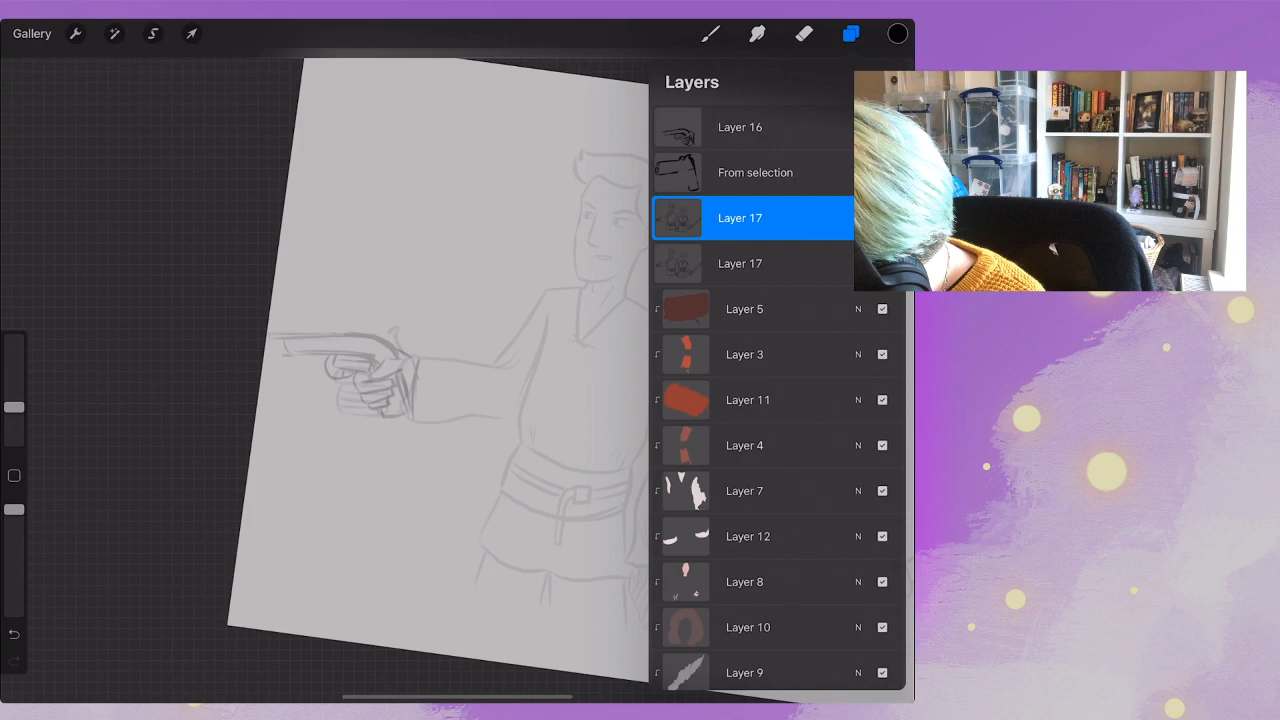 Gallery
Layers
Layer 16
From selection
Layer 17
Layer 17
Layer 5 N
Layer 3 N
Layer 11 N
Layer 4 N
Layer 7 N
Layer 12 N
Layer 8 N
Layer 10 N
Layer 9 N